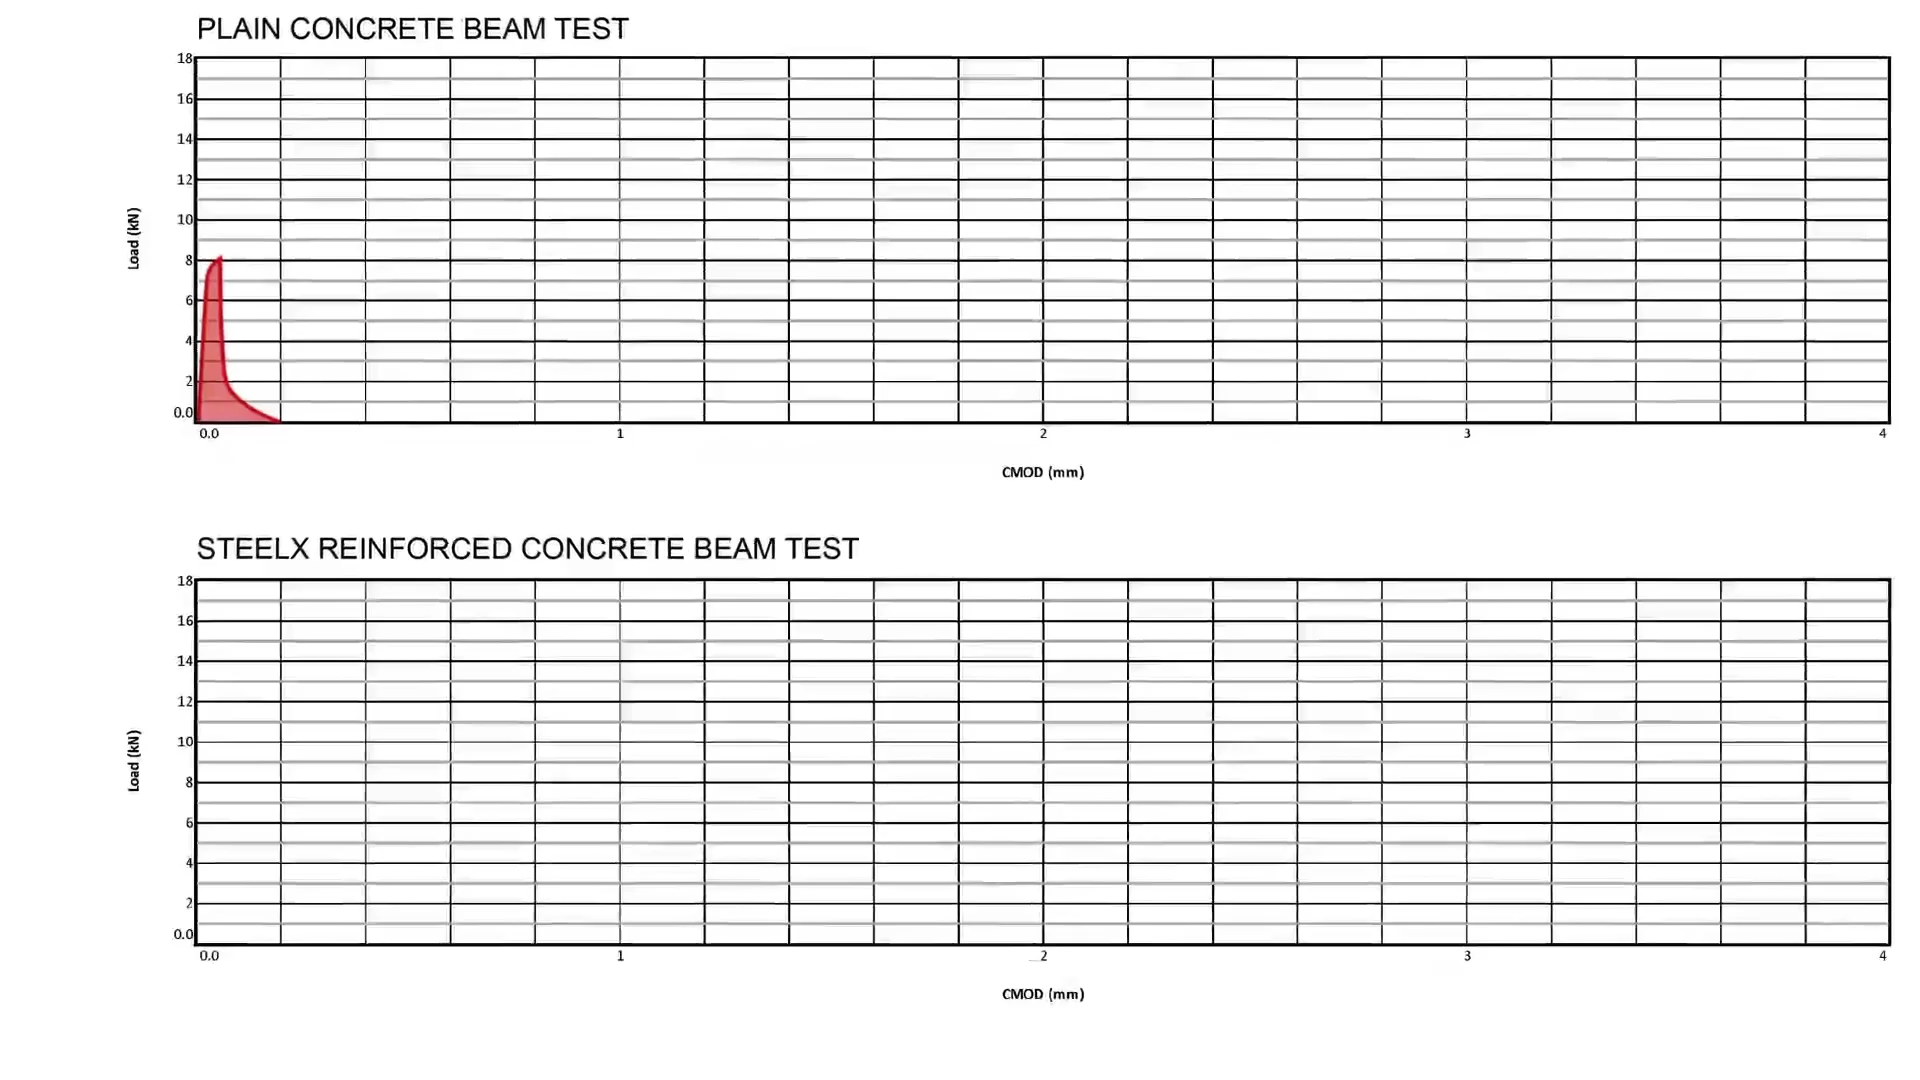 PLAIN CONCRETE BEAM TEST
18
16
14
12
10
8
6
4
2
0.0
Load (kN)
0.0 1 2 3 4
CMOD (mm)
STEELX REINFORCED CONCRETE BEAM TEST
18
16
14
12
10
8
6
4
2
0.0
Load (kN)
0.0 1 2 3 4
CMOD (mm)